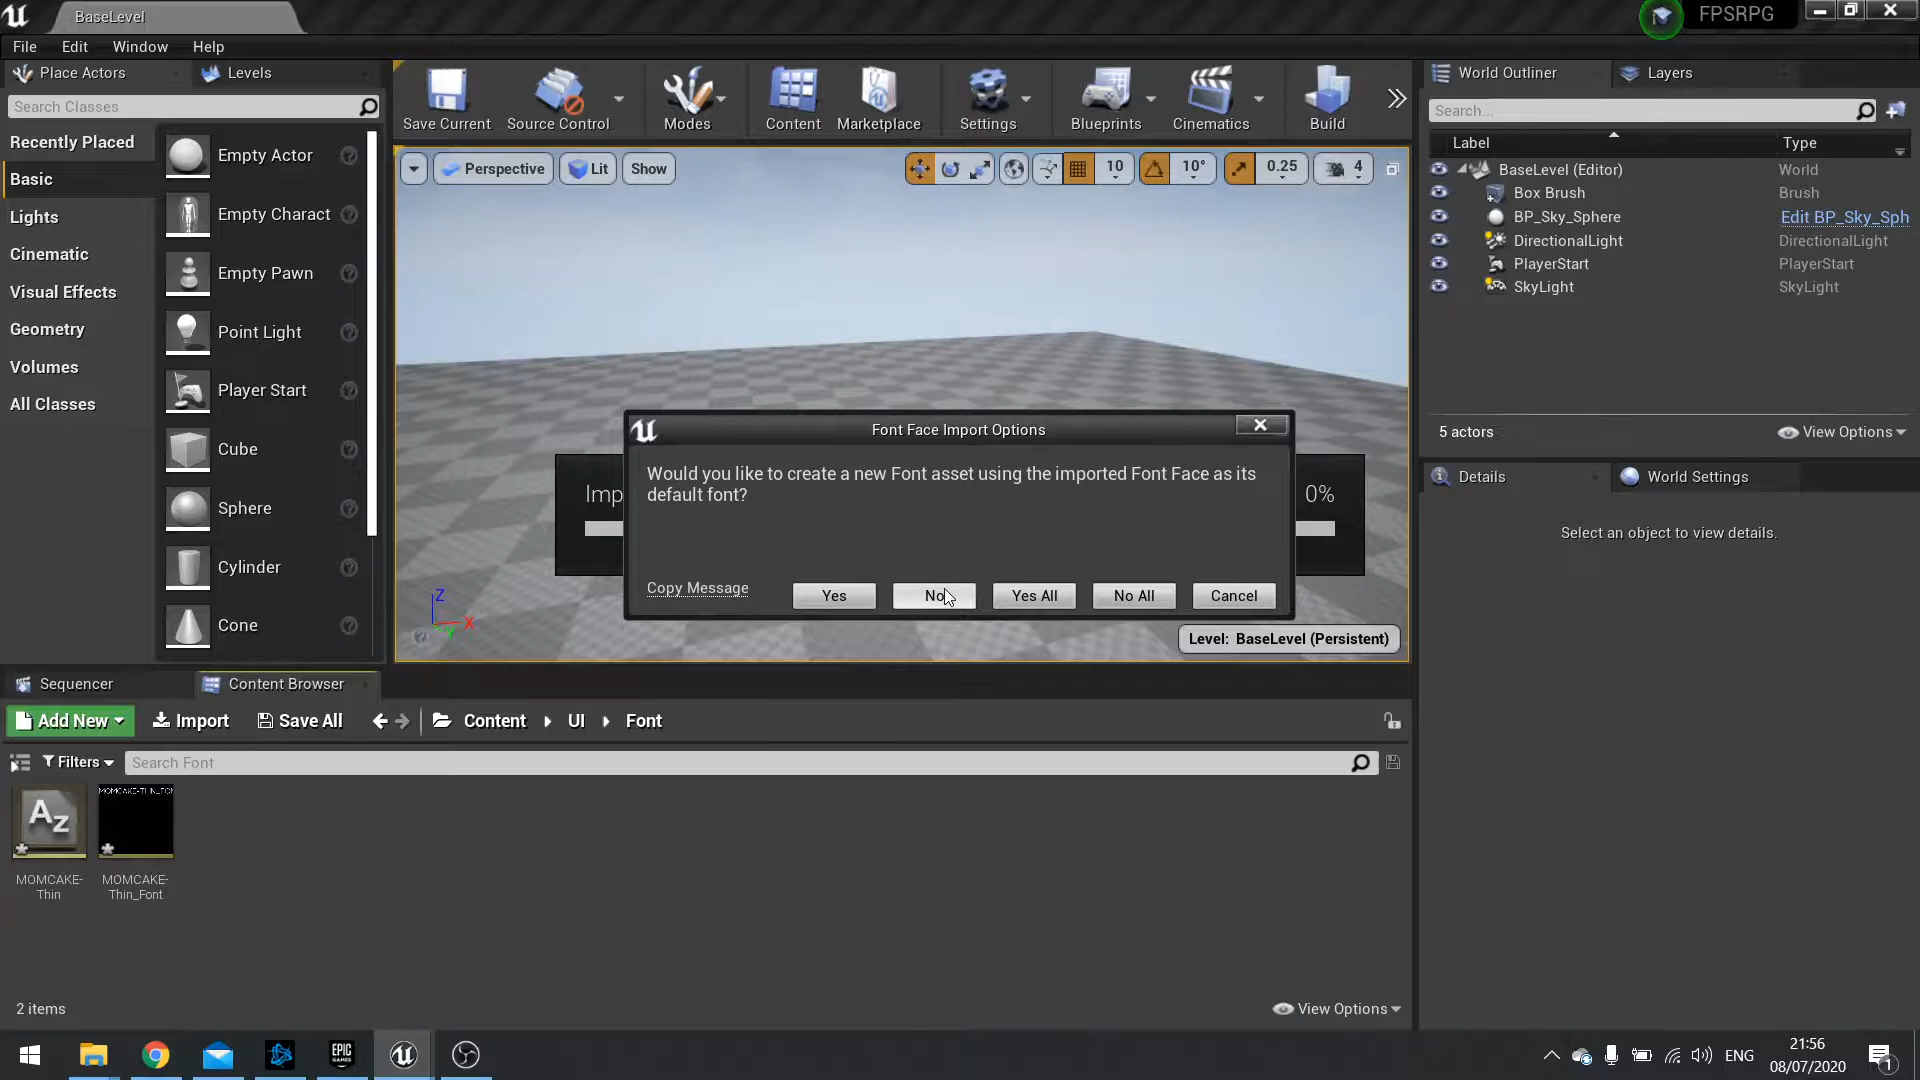 BaseLevel
FPSRPG
File Edit Window Help
Place Actors
Levels
Search Classes
Recently Placed
Basic
Lights
Cinematic
Visual Effects
Geometry
Volumes
All Classes
Empty Actor
Empty Charact
Empty Pawn
Point Light
Player Start
Cube
Sphere
Cylinder
Cone
Save Current
Source Control
Modes
Content
Marketplace
Settings
Blueprints
Cinematics
Build
Perspective
Lit
Show
10
10°
0.25
4
Font Face Import Options
Would you like to create a new Font asset using the imported Font Face as its
default font?
Imp
0%
Copy Message
Yes
No
Yes All
No All
Cancel
Z
X
Level: BaseLevel (Persistent)
World Outliner
Layers
Search...
Label Type
BaseLevel (Editor) World
Box Brush Brush
BP_Sky_Sphere Edit BP_Sky_Sph
DirectionalLight DirectionalLight
PlayerStart PlayerStart
SkyLight SkyLight
5 actors
View Options
Details
World Settings
Select an object to view details.
Sequencer
Content Browser
Add New
Import
Save All
Content
UI
Font
Filters
Search Font
Az
MOMCAKE-
Thin
MOMCAKE-
Thin_Font
2 items
View Options
EPIC
GAMES
ENG
21:56
08/07/2020
1